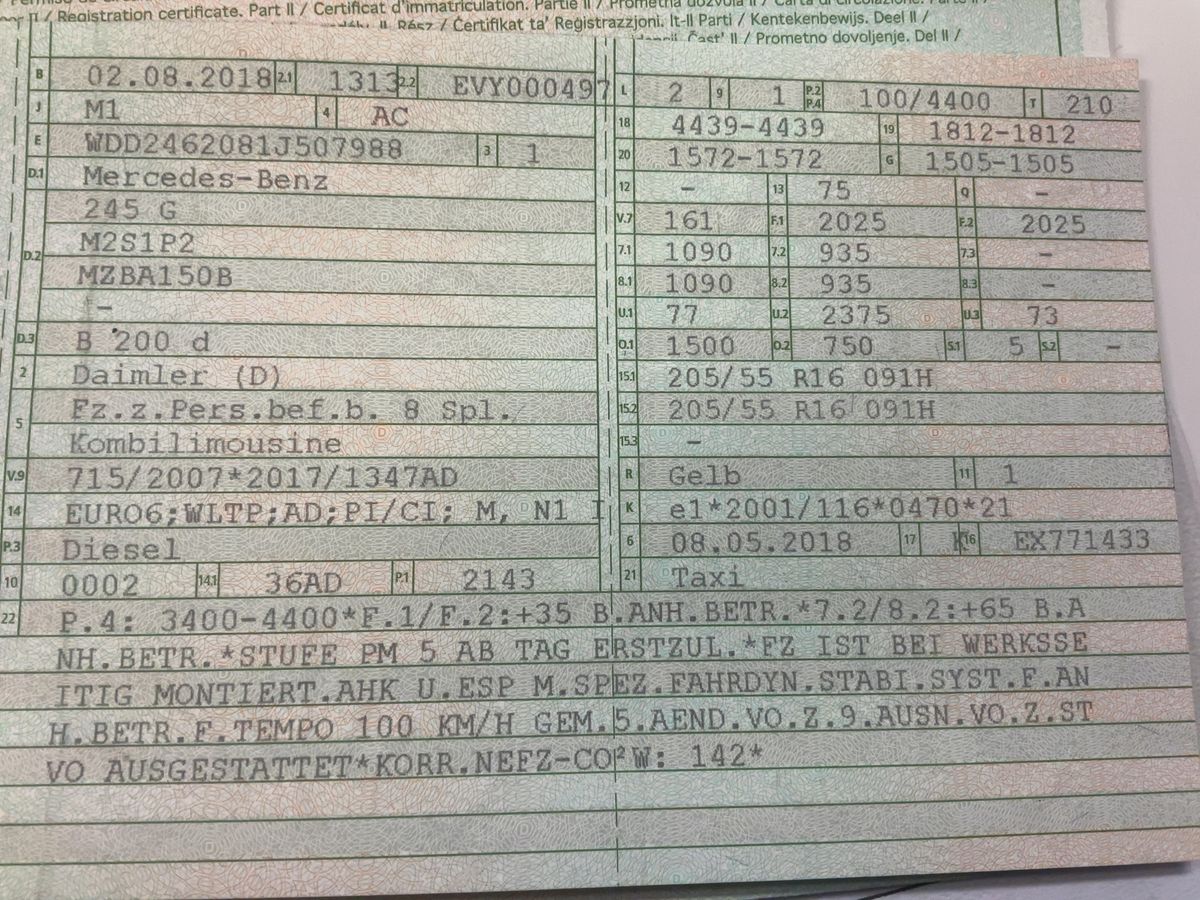 Registration certificate. Part II / Certificat d'immatriculation. Partie II / Prometna dozvola II / Carta di circolazione. Parte II /
II. Rész / Ċertifikat ta' Reġistrazzjoni. It-II Parti / Kentekenbewijs. Deel II /
Časť II / Prometno dovoljenje. Del II /
B 02.08.2018 2.1 1313 2.2 EVY000497
J M1 4 AC
E WDD2462081J507988 3 1
D.1 Mercedes-Benz
245 G
D.2 M2S1P2
MZBA150B
–
D.3 B 200 d
2 Daimler (D)
5 Fz.z.Pers.bef.b. 8 Spl.
Kombilimousine
V.9 715/2007*2017/1347AD
14 EURO6;WLTP;AD;PI/CI; M, N1 I
P.3 Diesel
10 0002 14.1 36AD P.1 2143
L 2 9 1 P.2 P.4 100/4400 T 210
18 4439-4439 19 1812-1812
20 1572-1572 G 1505-1505
12 – 13 75 Q –
V.7 161 F.1 2025 F.2 2025
7.1 1090 7.2 935 7.3 –
8.1 1090 8.2 935 8.3 –
U.1 77 U.2 2375 U.3 73
O.1 1500 O.2 750 S.1 5 S.2 –
15.1 205/55 R16 091H
15.2 205/55 R16 091H
15.3 –
R Gelb 11 1
K e1*2001/116*0470*21
6 08.05.2018 17 K 16 EX771433
21 Taxi
22 P.4: 3400-4400*F.1/F.2:+35 B.ANH.BETR.*7.2/8.2:+65 B.A
NH.BETR.*STUFE PM 5 AB TAG ERSTZUL.*FZ IST BEI WERKSSE
ITIG MONTIERT.AHK U.ESP M.SPEZ.FAHRDYN.STABI.SYST.F.AN
H.BETR.F.TEMPO 100 KM/H GEM.5.AEND.VO.Z.9.AUSN.VO.Z.ST
VO AUSGESTATTET*KORR.NEFZ-CO²W: 142*